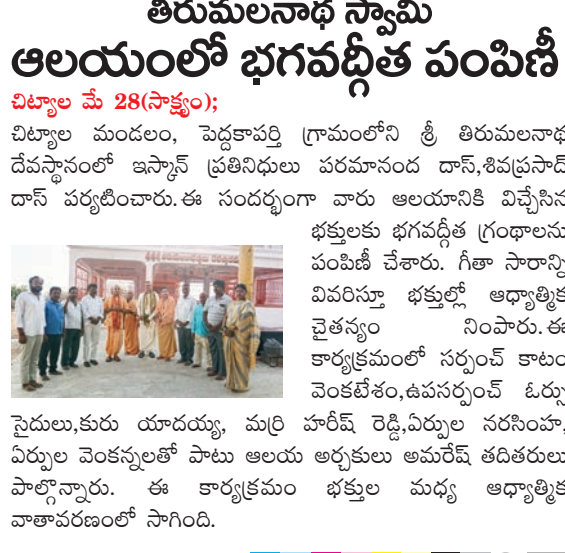 తిరుమలనాథ స్వామి
ఆలయంలో భగవద్గీత పంపిణీ
చిట్యాల మే 28(సాక్ష్యం);
చిట్యాల మండలం, పెద్దకాపర్తి గ్రామంలోని శ్రీ తిరుమలనాథ
దేవస్థానంలో ఇస్కాన్ ప్రతినిధులు పరమానంద దాస్,శివప్రసాద్
దాస్ పర్యటించారు.ఈ సందర్భంగా వారు ఆలయానికి విచ్చేసిన
భక్తులకు భగవద్గీత గ్రంథాలను
పంపిణీ చేశారు. గీతా సారాన్ని
వివరిస్తూ భక్తుల్లో ఆధ్యాత్మిక
చైతన్యం నింపారు.ఈ
కార్యక్రమంలో సర్పంచ్ కాటం
వెంకటేశం,ఉపసర్పంచ్ ఓర్సు
సైదులు,కురు యాదయ్య, మర్రి హరీష్ రెడ్డి,ఏర్పుల నరసింహ,
ఏర్పుల వెంకన్నలతో పాటు ఆలయ అర్చకులు అమరేష్ తదితరులు
పాల్గొన్నారు. ఈ కార్యక్రమం భక్తుల మధ్య ఆధ్యాత్మిక
వాతావరణంలో సాగింది.